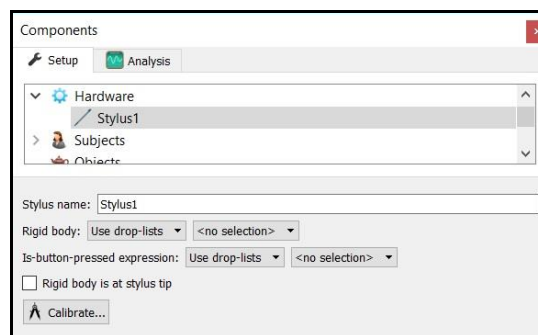 Components
Setup Analysis
Hardware
Stylus1
Subjects
Objects
Stylus name: Stylus1
Rigid body: Use drop-lists <no selection>
Is-button-pressed expression: Use drop-lists <no selection>
Rigid body is at stylus tip
Calibrate...